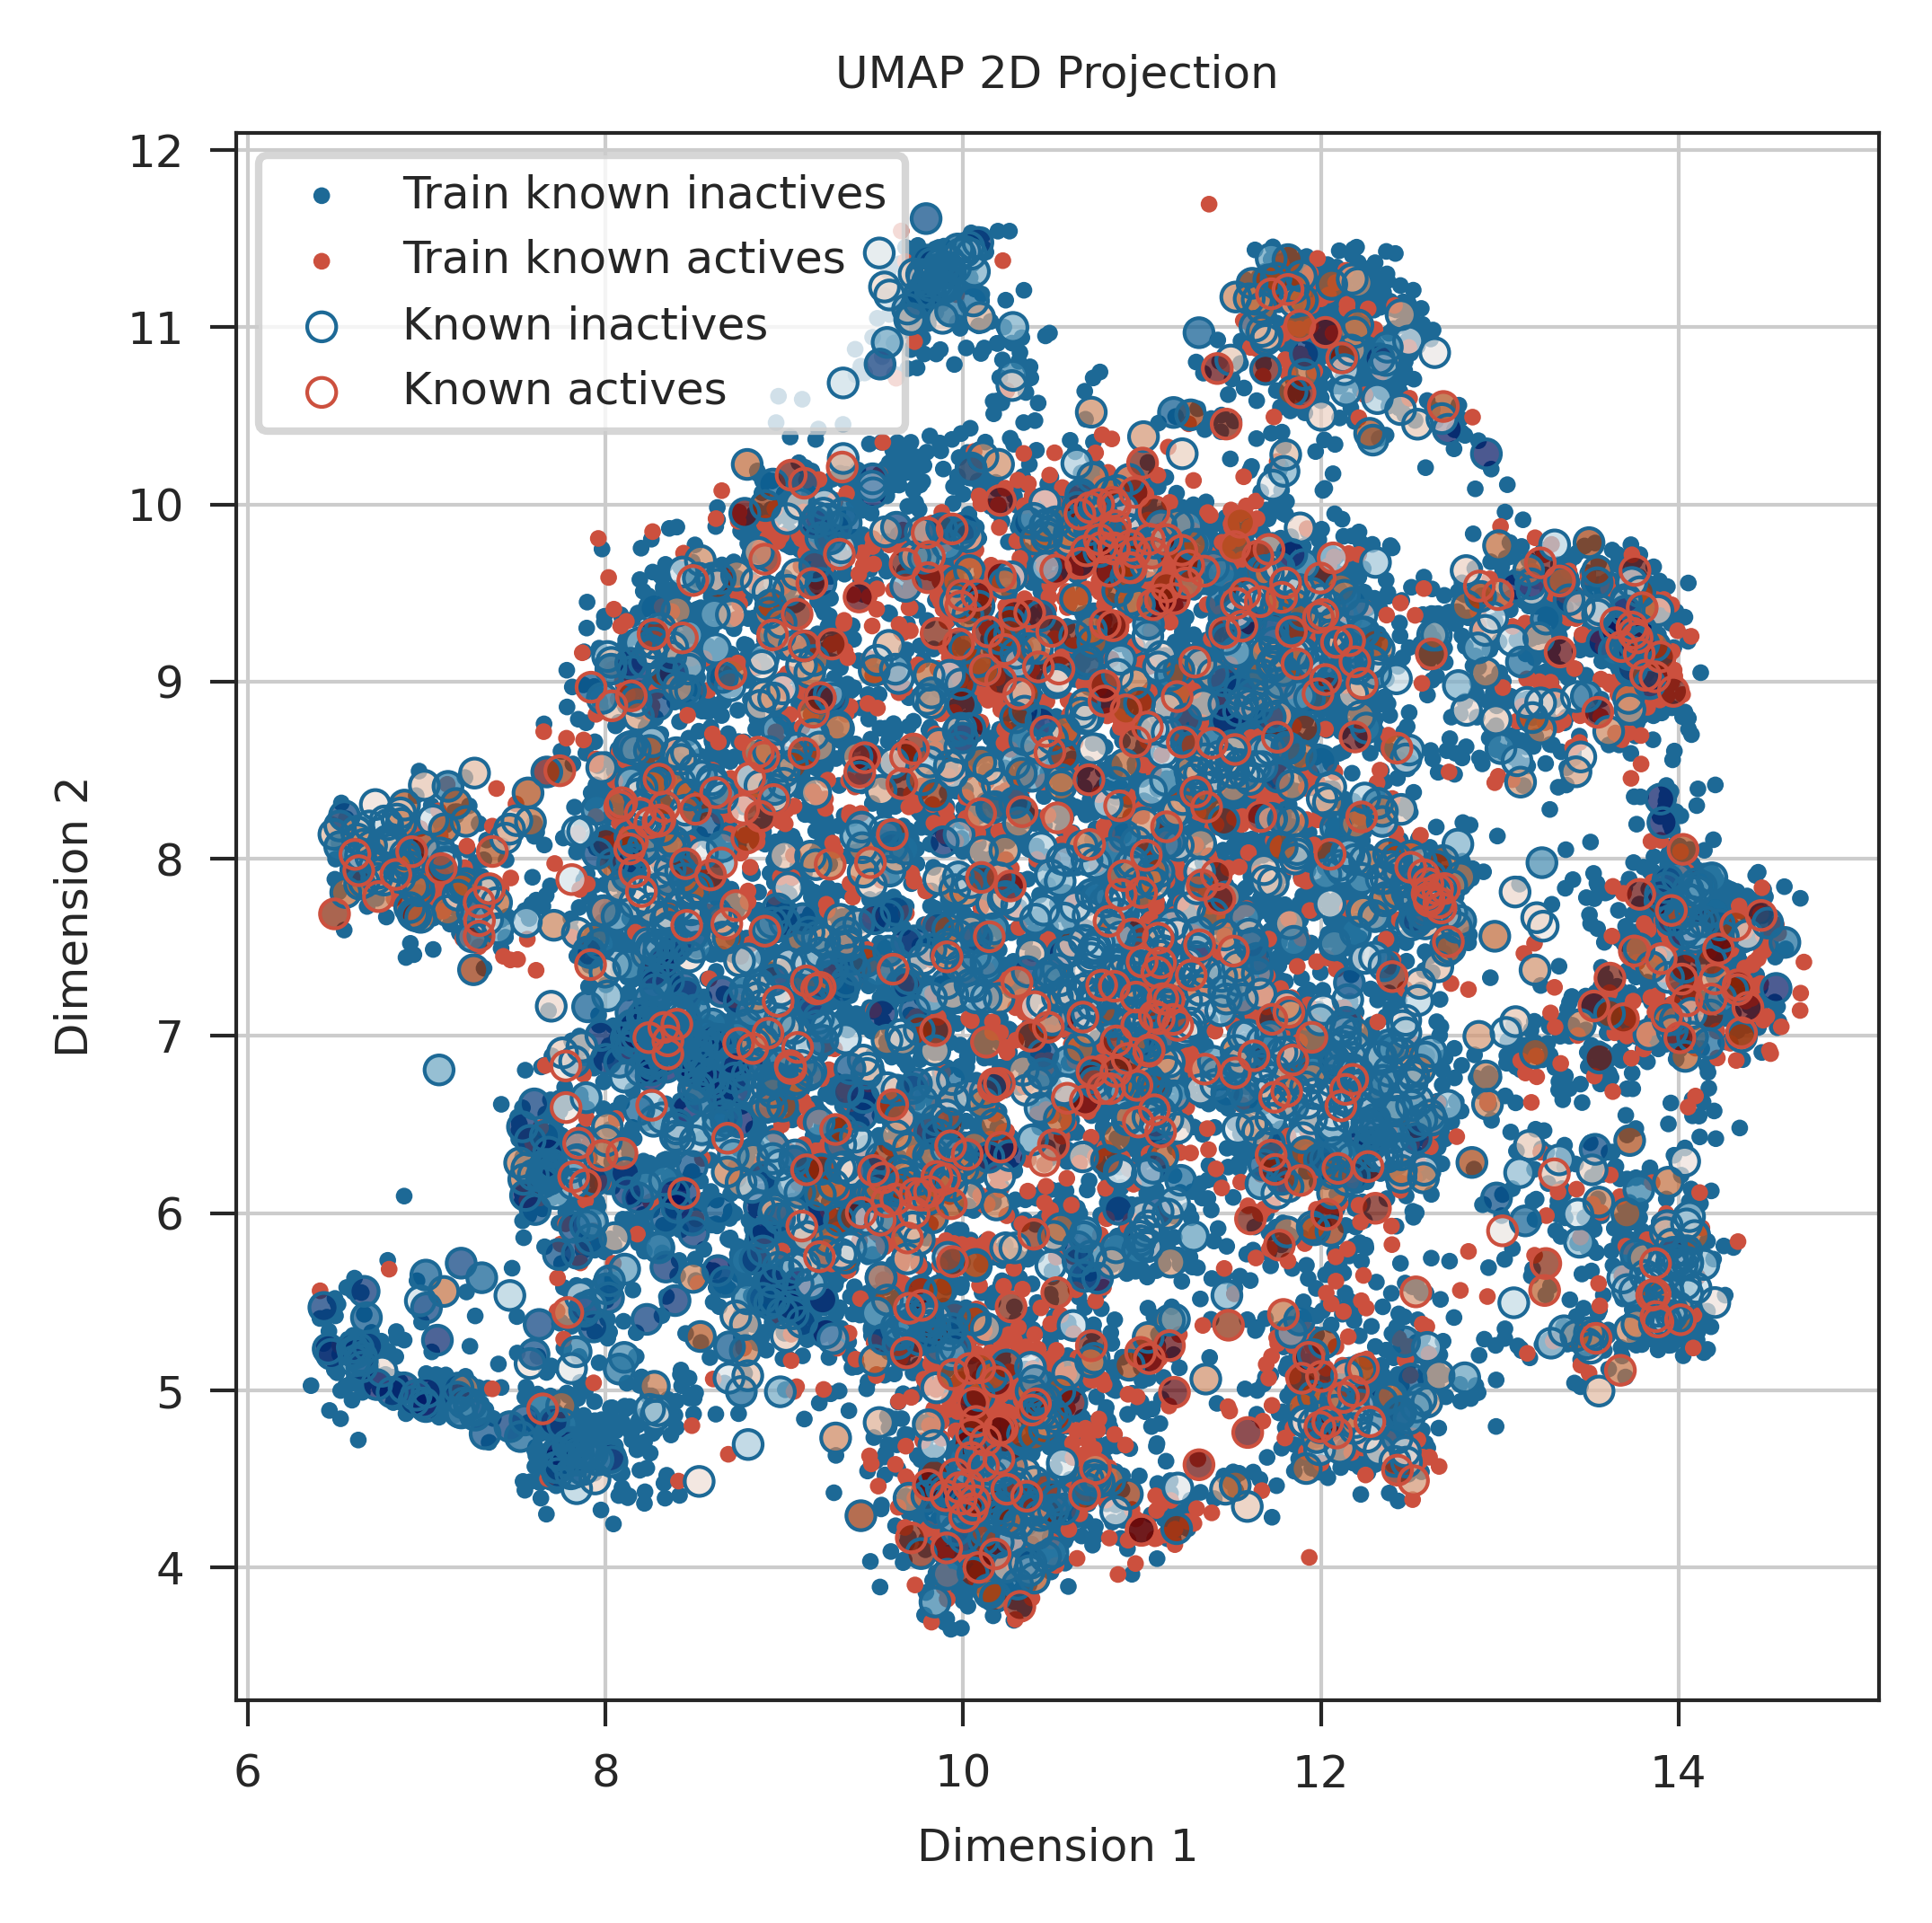 UMAP 2D Projection
12
11
10
9
8
7
6
5
4
Dimension 2
Train known inactives
Train known actives
Known inactives
Known actives
6 8 10 12 14
Dimension 1